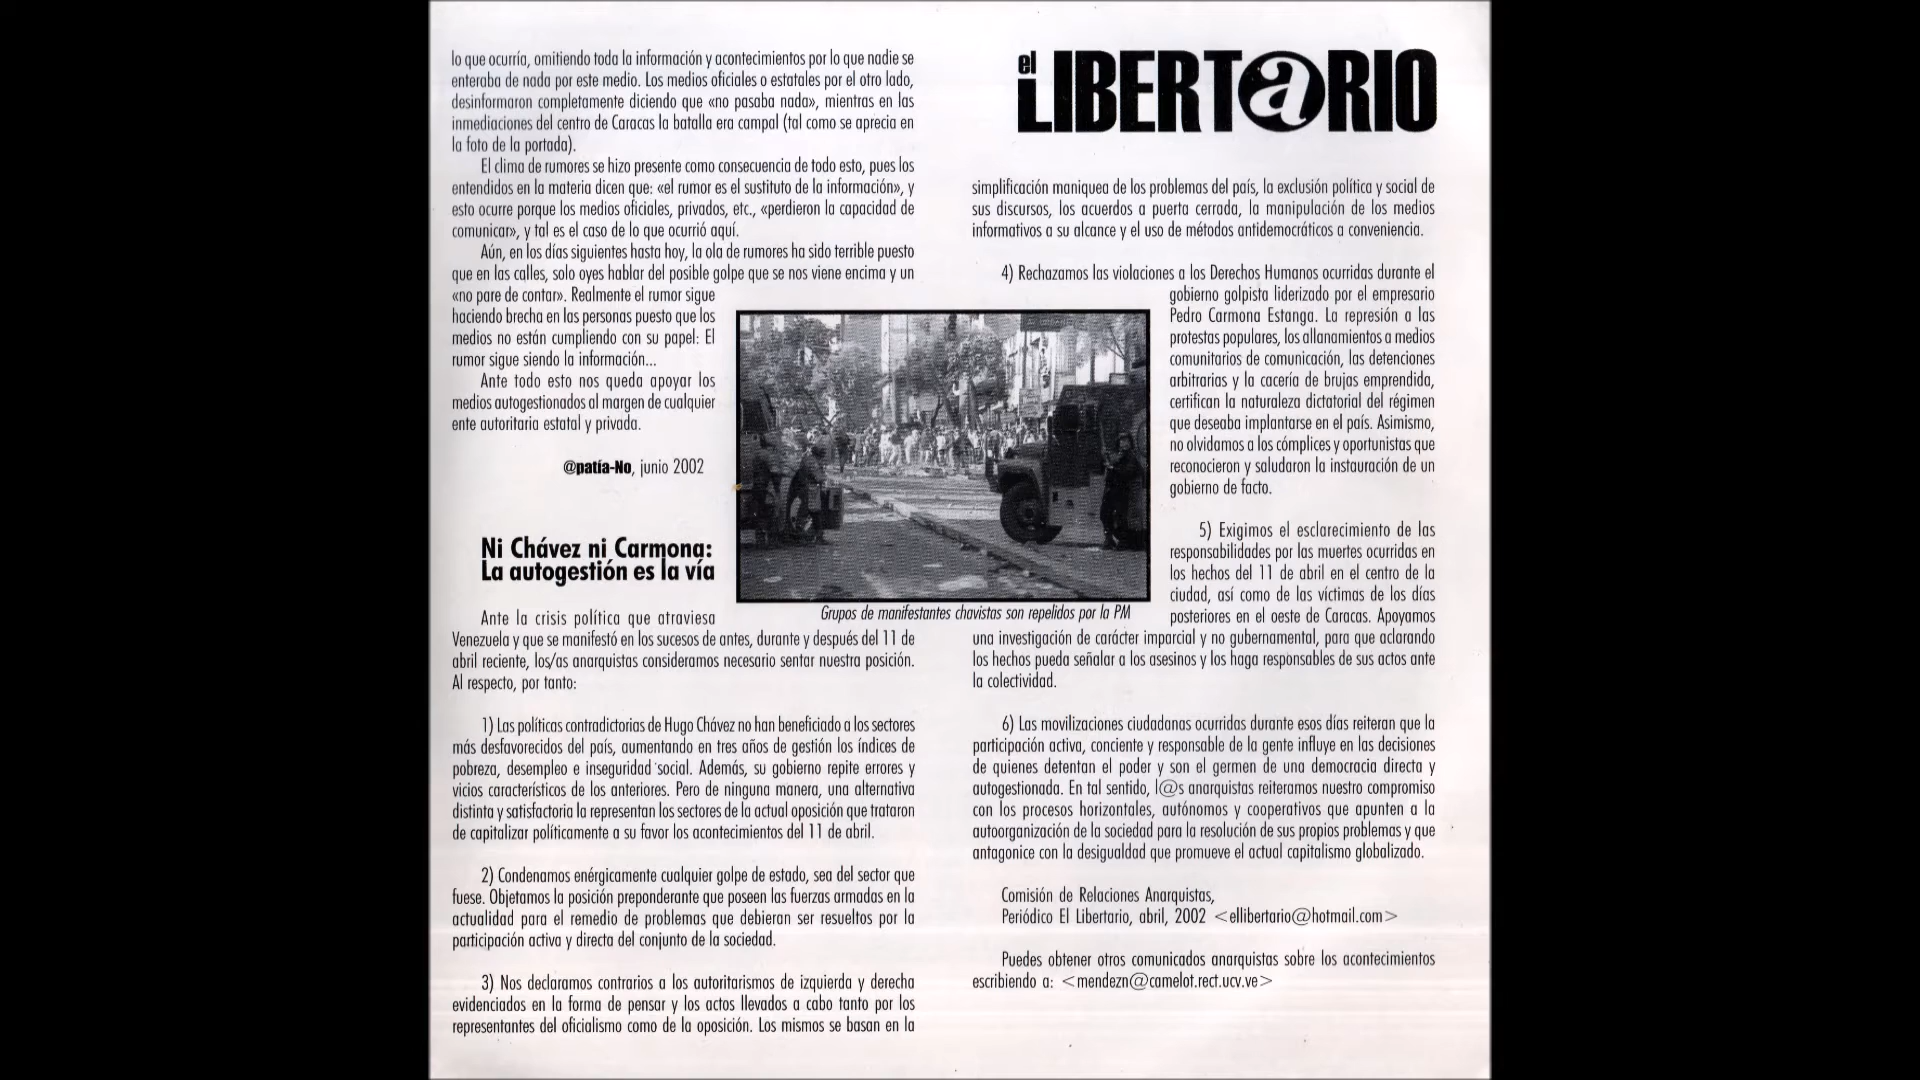 lo que ocurría, omitiendo toda la información y acontecimientos por lo que nadie se
enteraba de nada por este medio. Los medios oficiales o estatales por el otro lado,
desinformaron completamente diciendo que «no pasaba nada», mientras en las
inmediaciones del centro de Caracas la batalla era campal (tal como se aprecia en
la foto de la portada).
El clima de rumores se hizo presente como consecuencia de todo esto, pues los
entendidos en la materia dicen que: «el rumor es el sustituto de la información», y
esto ocurre porque los medios oficiales, privados, etc., «perdieron la capacidad de
comunicar», y tal es el caso de lo que ocurrió aquí.
Aún, en los días siguientes hasta hoy, la ola de rumores ha sido terrible puesto
que en las calles, solo oyes hablar del posible golpe que se nos viene encima y un
«no pare de contar». Realmente el rumor sigue
haciendo brecha en las personas puesto que los
medios no están cumpliendo con su papel: El
rumor sigue siendo la información...
Ante todo esto nos queda apoyar los
medios autogestionados al margen de cualquier
ente autoritaria estatal y privada.
@patía-No, junio 2002
Ni Chávez ni Carmona:
La autogestión es la vía
Ante la crisis política que atraviesa
Venezuela y que se manifestó en los sucesos de antes, durante y después del 11 de
abril reciente, los/as anarquistas consideramos necesario sentar nuestra posición.
Al respecto, por tanto:
1) Las políticas contradictorias de Hugo Chávez no han beneficiado a los sectores
más desfavorecidos del país, aumentando en tres años de gestión los índices de
pobreza, desempleo e inseguridad social. Además, su gobierno repite errores y
vicios característicos de los anteriores. Pero de ninguna manera, una alternativa
distinta y satisfactoria la representan los sectores de la actual oposición que trataron
de capitalizar políticamente a su favor los acontecimientos del 11 de abril.
2) Condenamos enérgicamente cualquier golpe de estado, sea del sector que
fuese. Objetamos la posición preponderante que poseen las fuerzas armadas en la
actualidad para el remedio de problemas que debieran ser resueltos por la
participación activa y directa del conjunto de la sociedad.
3) Nos declaramos contrarios a los autoritarismos de izquierda y derecha
evidenciados en la forma de pensar y los actos llevados a cabo tanto por los
representantes del oficialismo como de la oposición. Los mismos se basan en la
el LIBERT@RIO
simplificación maniquea de los problemas del país, la exclusión política y social de
sus discursos, los acuerdos a puerta cerrada, la manipulación de los medios
informativos a su alcance y el uso de métodos antidemocráticos a conveniencia.
4) Rechazamos las violaciones a los Derechos Humanos ocurridas durante el
gobierno golpista liderizado por el empresario
Pedro Carmona Estanga. La represión a las
protestas populares, los allanamientos a medios
comunitarios de comunicación, las detenciones
arbitrarias y la cacería de brujas emprendida,
certifican la naturaleza dictatorial del régimen
que deseaba implantarse en el país. Asimismo,
no olvidamos a los cómplices y oportunistas que
reconocieron y saludaron la instauración de un
gobierno de facto.
5) Exigimos el esclarecimiento de las
responsabilidades por las muertes ocurridas en
los hechos del 11 de abril en el centro de la
ciudad, así como de las víctimas de los días
posteriores en el oeste de Caracas. Apoyamos
una investigación de carácter imparcial y no gubernamental, para que aclarando
los hechos pueda señalar a los asesinos y los haga responsables de sus actos ante
la colectividad.
6) Las movilizaciones ciudadanas ocurridas durante esos días reiteran que la
participación activa, conciente y responsable de la gente influye en las decisiones
de quienes detentan el poder y son el germen de una democracia directa y
autogestionada. En tal sentido, l@s anarquistas reiteramos nuestro compromiso
con los procesos horizontales, autónomos y cooperativos que apunten a la
autoorganización de la sociedad para la resolución de sus propios problemas y que
antagonice con la desigualdad que promueve el actual capitalismo globalizado.
Comisión de Relaciones Anarquistas,
Periódico El Libertario, abril, 2002 <ellibertario@hotmail.com>
Puedes obtener otros comunicados anarquistas sobre los acontecimientos
escribiendo a: <mendezn@camelot.rect.ucv.ve>
Grupos de manifestantes chavistas son repelidos por la PM